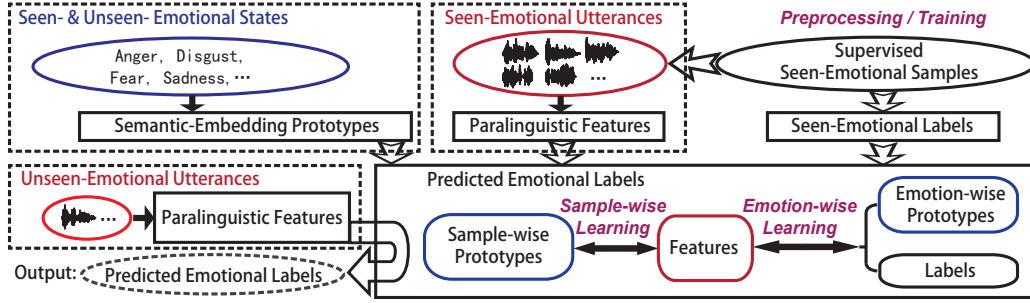 Seen- & Unseen- Emotional States
Anger, Disgust,
Fear, Sadness, ...
Semantic-Embedding Prototypes
Seen-Emotional Utterances
...
Paralinguistic Features
Preprocessing / Training
Supervised
Seen-Emotional Samples
Seen-Emotional Labels
Unseen-Emotional Utterances
...
Paralinguistic Features
Output:
Predicted Emotional Labels
Predicted Emotional Labels
Sample-wise
Prototypes
Sample-wise
Learning
Features
Emotion-wise
Learning
Emotion-wise
Prototypes
Labels